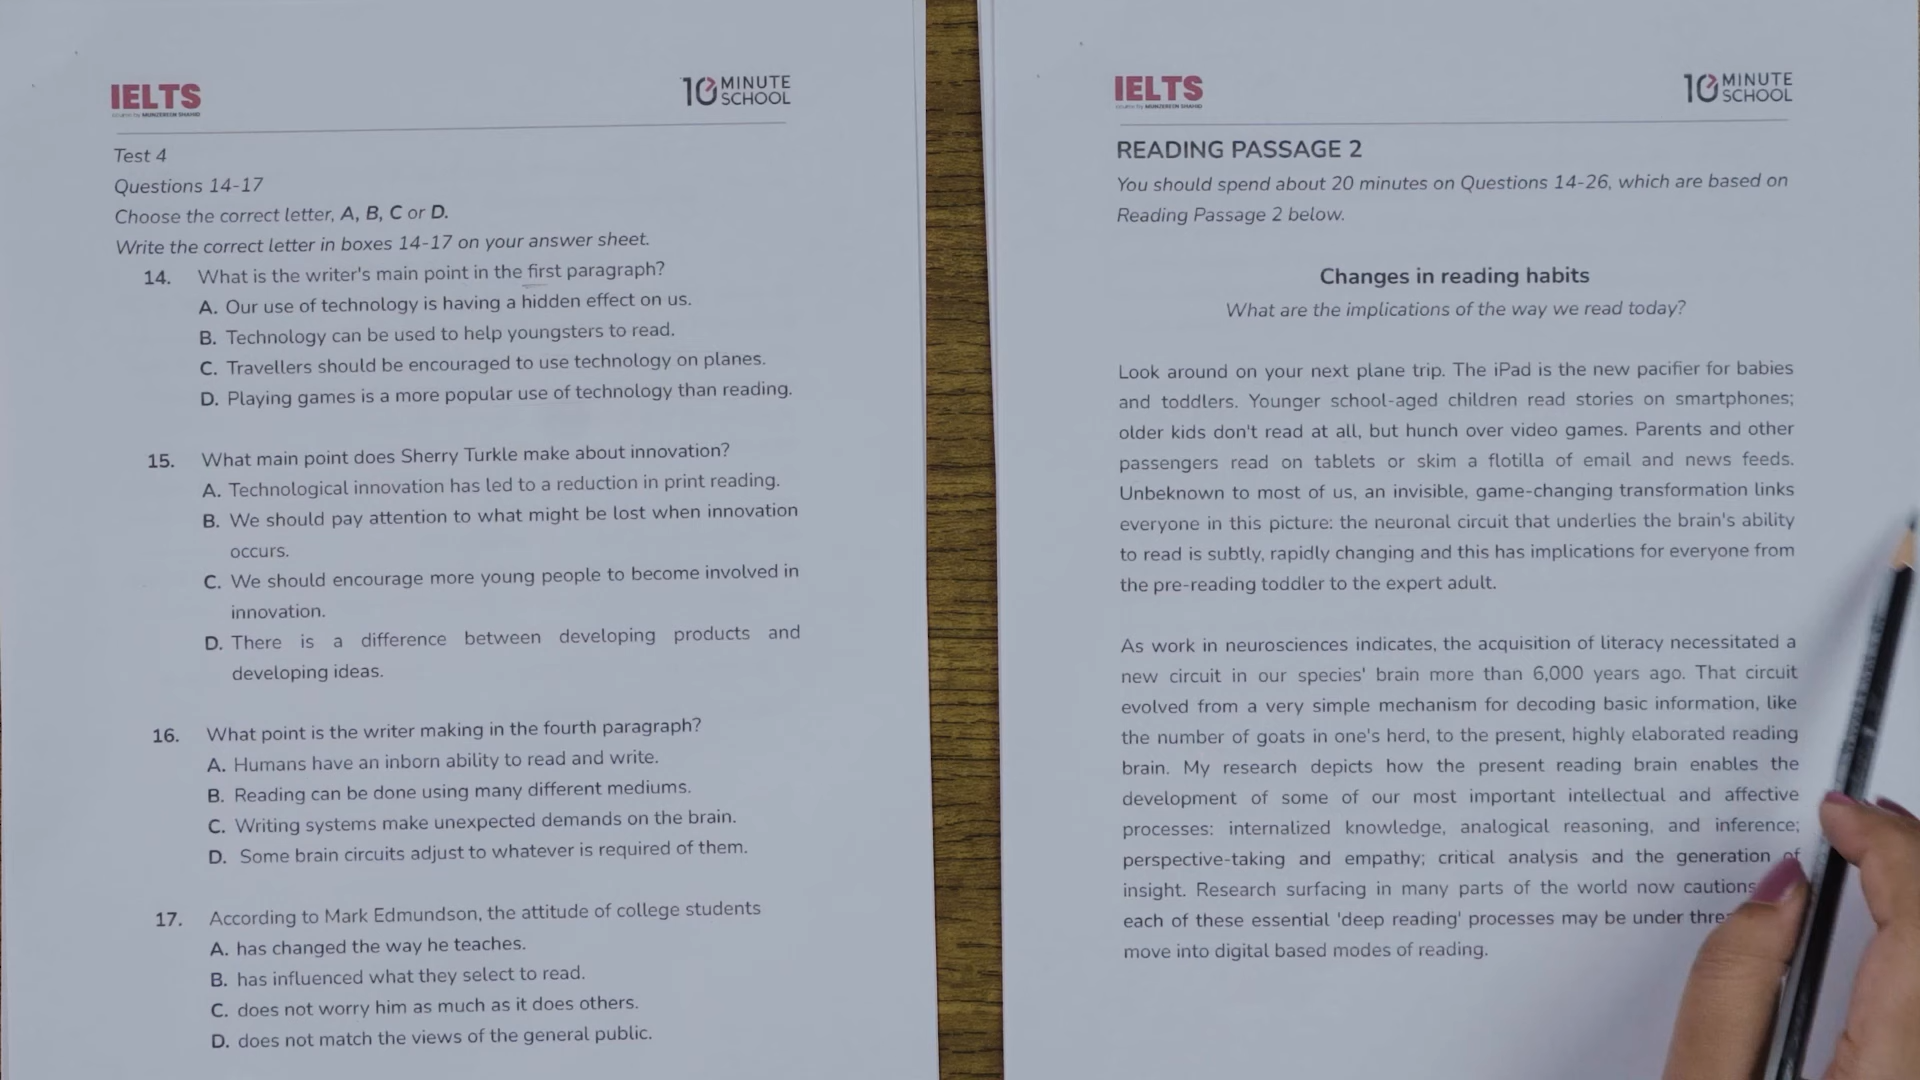 IELTS
course by MUNZEREEN SHAHID
10 MINUTE SCHOOL
Test 4
Questions 14-17
Choose the correct letter, A, B, C or D.
Write the correct letter in boxes 14-17 on your answer sheet.
14. What is the writer's main point in the first paragraph?
A. Our use of technology is having a hidden effect on us.
B. Technology can be used to help youngsters to read.
C. Travellers should be encouraged to use technology on planes.
D. Playing games is a more popular use of technology than reading.
15. What main point does Sherry Turkle make about innovation?
A. Technological innovation has led to a reduction in print reading.
B. We should pay attention to what might be lost when innovation
occurs.
C. We should encourage more young people to become involved in
innovation.
D. There is a difference between developing products and
developing ideas.
16. What point is the writer making in the fourth paragraph?
A. Humans have an inborn ability to read and write.
B. Reading can be done using many different mediums.
C. Writing systems make unexpected demands on the brain.
D. Some brain circuits adjust to whatever is required of them.
17. According to Mark Edmundson, the attitude of college students
A. has changed the way he teaches.
B. has influenced what they select to read.
C. does not worry him as much as it does others.
D. does not match the views of the general public.
IELTS
course by MUNZEREEN SHAHID
10 MINUTE SCHOOL
READING PASSAGE 2
You should spend about 20 minutes on Questions 14-26, which are based on
Reading Passage 2 below.
Changes in reading habits
What are the implications of the way we read today?
Look around on your next plane trip. The iPad is the new pacifier for babies
and toddlers. Younger school-aged children read stories on smartphones;
older kids don't read at all, but hunch over video games. Parents and other
passengers read on tablets or skim a flotilla of email and news feeds.
Unbeknown to most of us, an invisible, game-changing transformation links
everyone in this picture: the neuronal circuit that underlies the brain's ability
to read is subtly, rapidly changing and this has implications for everyone from
the pre-reading toddler to the expert adult.
As work in neurosciences indicates, the acquisition of literacy necessitated a
new circuit in our species' brain more than 6,000 years ago. That circuit
evolved from a very simple mechanism for decoding basic information, like
the number of goats in one's herd, to the present, highly elaborated reading
brain. My research depicts how the present reading brain enables the
development of some of our most important intellectual and affective
processes: internalized knowledge, analogical reasoning, and inference;
perspective-taking and empathy; critical analysis and the generation of
insight. Research surfacing in many parts of the world now cautions
each of these essential 'deep reading' processes may be under
move into digital based modes of reading.